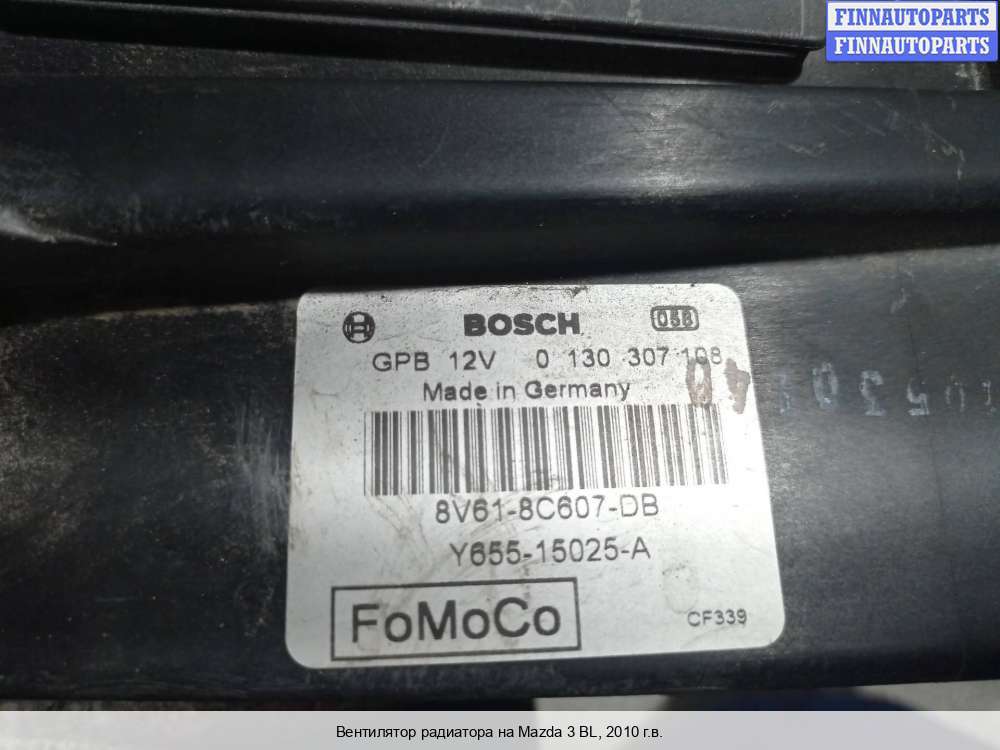 FINNAUTOPARTS
FINNAUTOPARTS
BOSCH 058
GPB 12V 0 130 307 108
Made in Germany
8V61-8C607-DB
Y655-15025-A
FoMoCo
CF339
Вентилятор радиатора на Mazda 3 BL, 2010 г.в.